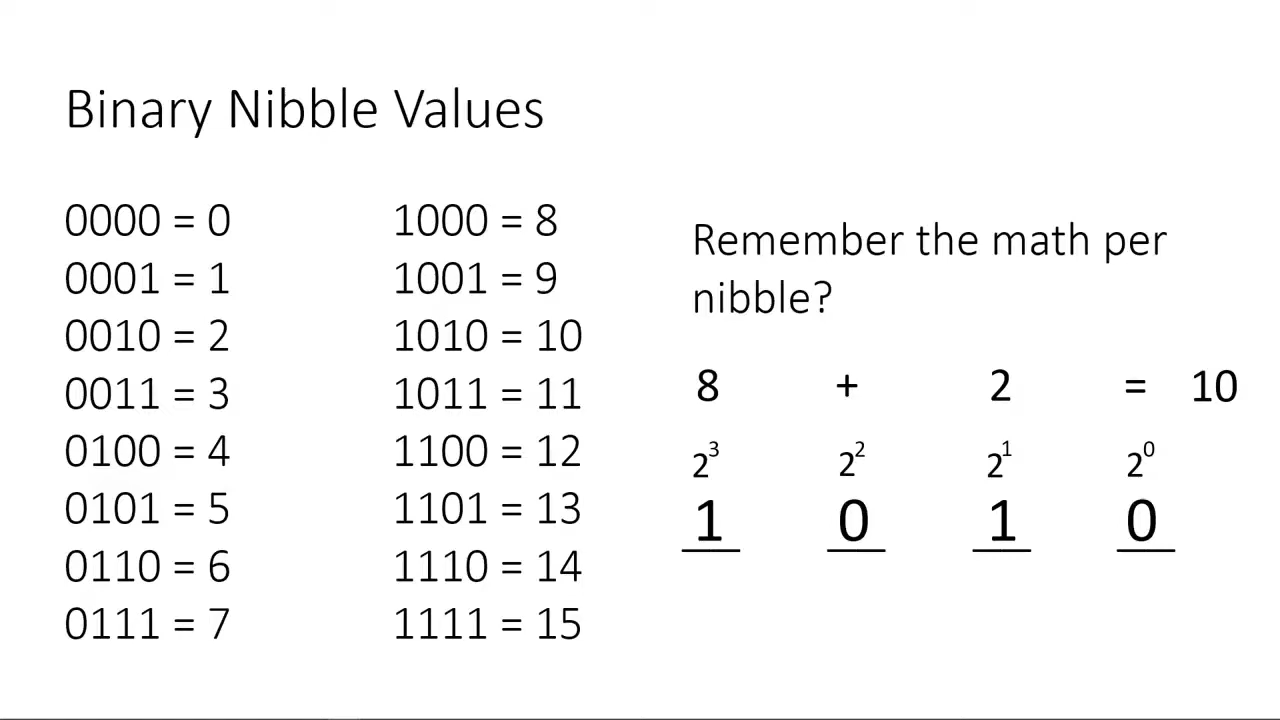 Binary Nibble Values
0000 = 0
0001 = 1
0010 = 2
0011 = 3
0100 = 4
0101 = 5
0110 = 6
0111 = 7
1000 = 8
1001 = 9
1010 = 10
1011 = 11
1100 = 12
1101 = 13
1110 = 14
1111 = 15
Remember the math per
nibble?
8 + 2 = 10
2³ 2² 2¹ 2⁰
1 0 1 0